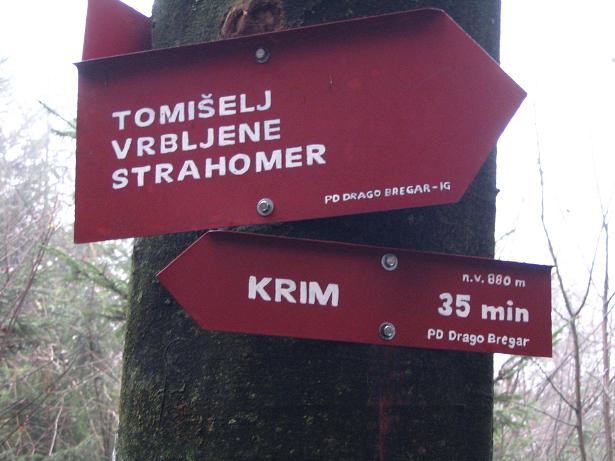 TOMIŠELJ
VRBLJENE
STRAHOMER
PD DRAGO BREGAR-IG
n.v. 880 m
KRIM 35 min
PD Drago Bregar